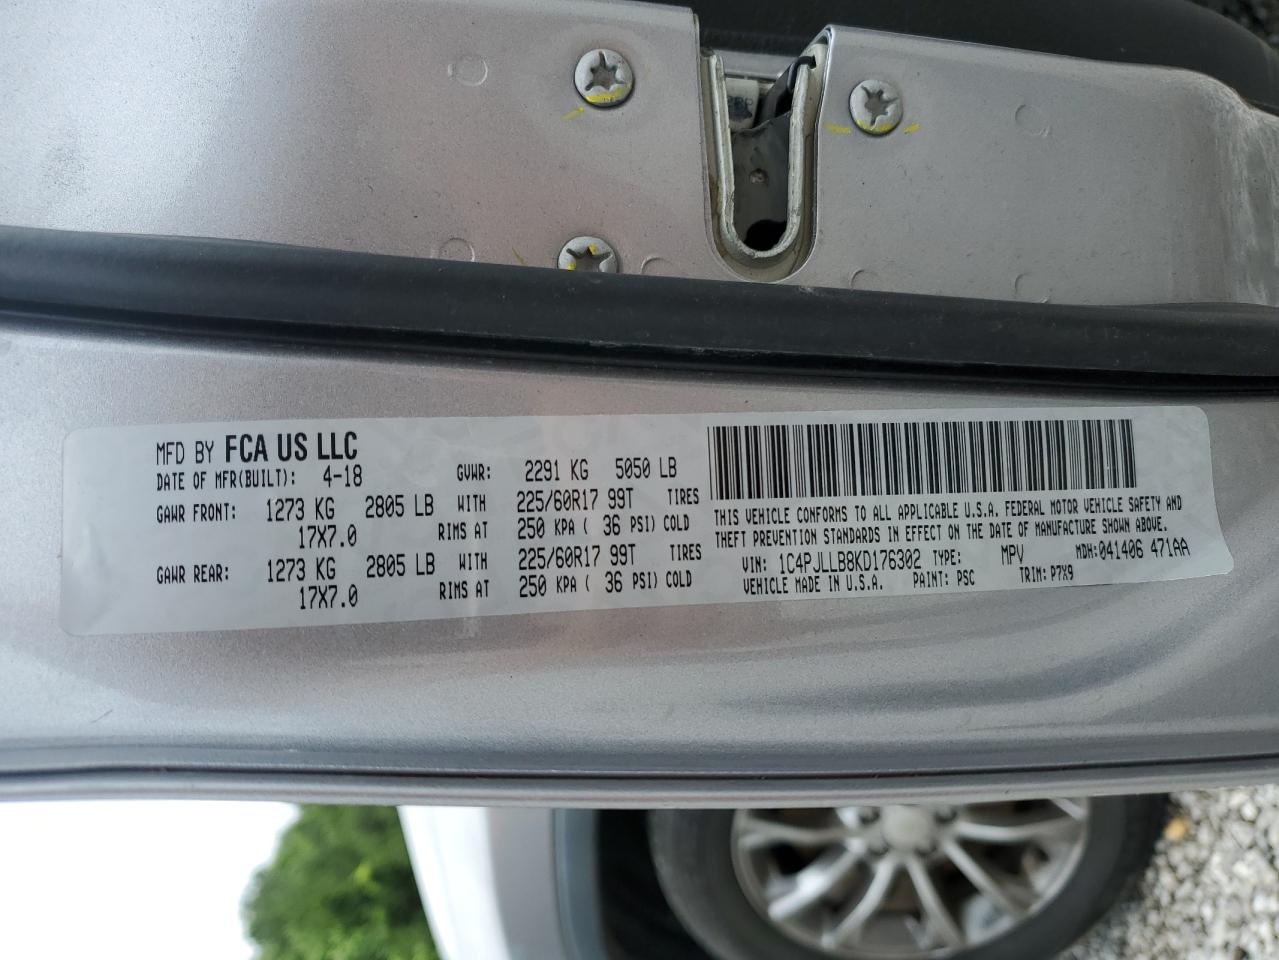 MFD BY FCA US LLC
DATE OF MFR(BUILT): 4-18 GVWR: 2291 KG 5050 LB
GAWR FRONT: 1273 KG 2805 LB WITH 225/60R17 99T TIRES
17X7.0 RIMS AT 250 KPA ( 36 PSI) COLD
GAWR REAR: 1273 KG 2805 LB WITH 225/60R17 99T TIRES
17X7.0 RIMS AT 250 KPA ( 36 PSI) COLD
THIS VEHICLE CONFORMS TO ALL APPLICABLE U.S.A. FEDERAL MOTOR VEHICLE SAFETY AND
THEFT PREVENTION STANDARDS IN EFFECT ON THE DATE OF MANUFACTURE SHOWN ABOVE.
VIN: 1C4PJLLB8KD176302 TYPE: MPV MDH:041406 471AA
VEHICLE MADE IN U.S.A. PAINT: PSC TRIM: P7X9